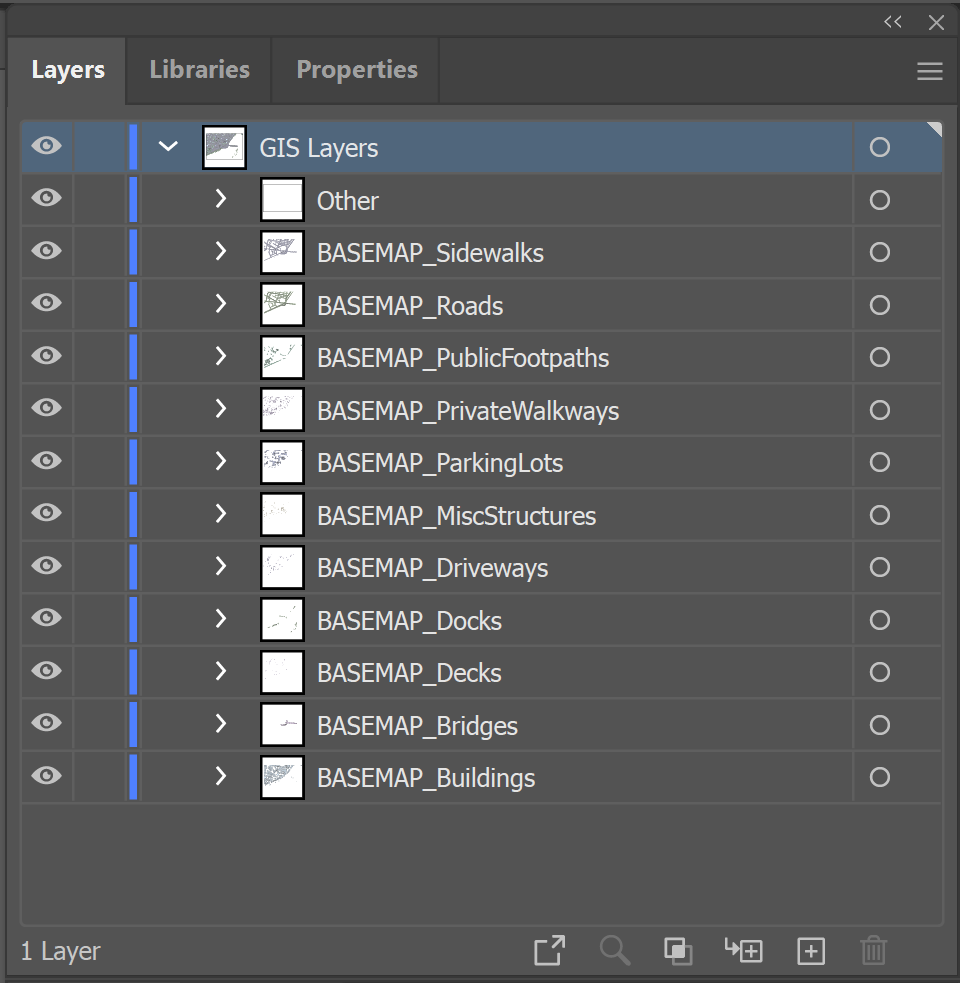 Layers Libraries Properties
GIS Layers
Other
BASEMAP_Sidewalks
BASEMAP_Roads
BASEMAP_PublicFootpaths
BASEMAP_PrivateWalkways
BASEMAP_ParkingLots
BASEMAP_MiscStructures
BASEMAP_Driveways
BASEMAP_Docks
BASEMAP_Decks
BASEMAP_Bridges
BASEMAP_Buildings
1 Layer